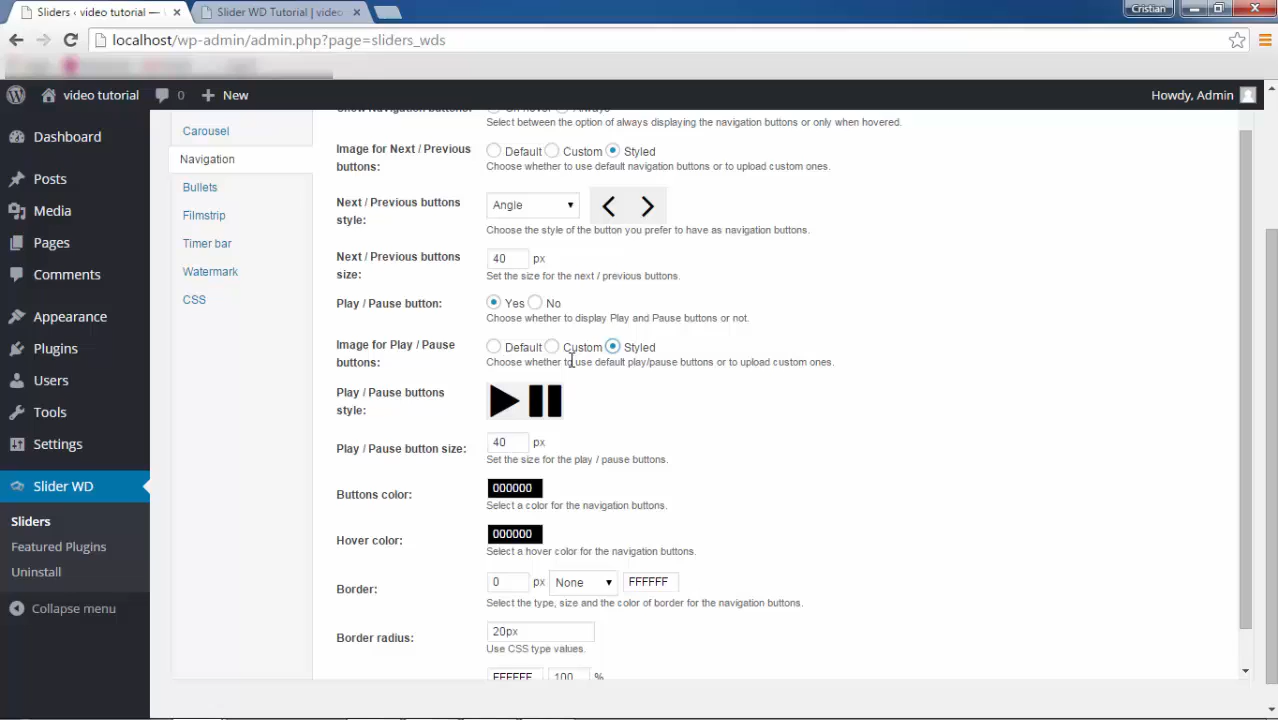 Sliders ‹ video tutorial —
Slider WD Tutorial | video
Cristian
localhost/wp-admin/admin.php?page=sliders_wds
video tutorial
0
New
Howdy, Admin
Dashboard
Posts
Media
Pages
Comments
Appearance
Plugins
Users
Tools
Settings
Slider WD
Sliders
Featured Plugins
Uninstall
Collapse menu
Carousel
Navigation
Bullets
Filmstrip
Timer bar
Watermark
CSS
Show Navigation buttons:
On hover Always
Select between the option of always displaying the navigation buttons or only when hovered.
Image for Next / Previous
buttons:
Default Custom Styled
Choose whether to use default navigation buttons or to upload custom ones.
Next / Previous buttons
style:
Angle
Choose the style of the button you prefer to have as navigation buttons.
Next / Previous buttons
size:
40 px
Set the size for the next / previous buttons.
Play / Pause button:
Yes No
Choose whether to display Play and Pause buttons or not.
Image for Play / Pause
buttons:
Default Custom Styled
Choose whether to use default play/pause buttons or to upload custom ones.
Play / Pause buttons
style:
Play / Pause button size:
40 px
Set the size for the play / pause buttons.
Buttons color:
000000
Select a color for the navigation buttons.
Hover color:
000000
Select a hover color for the navigation buttons.
Border:
0 px None FFFFFF
Select the type, size and the color of border for the navigation buttons.
Border radius:
20px
Use CSS type values.
FFFFFF 100 %